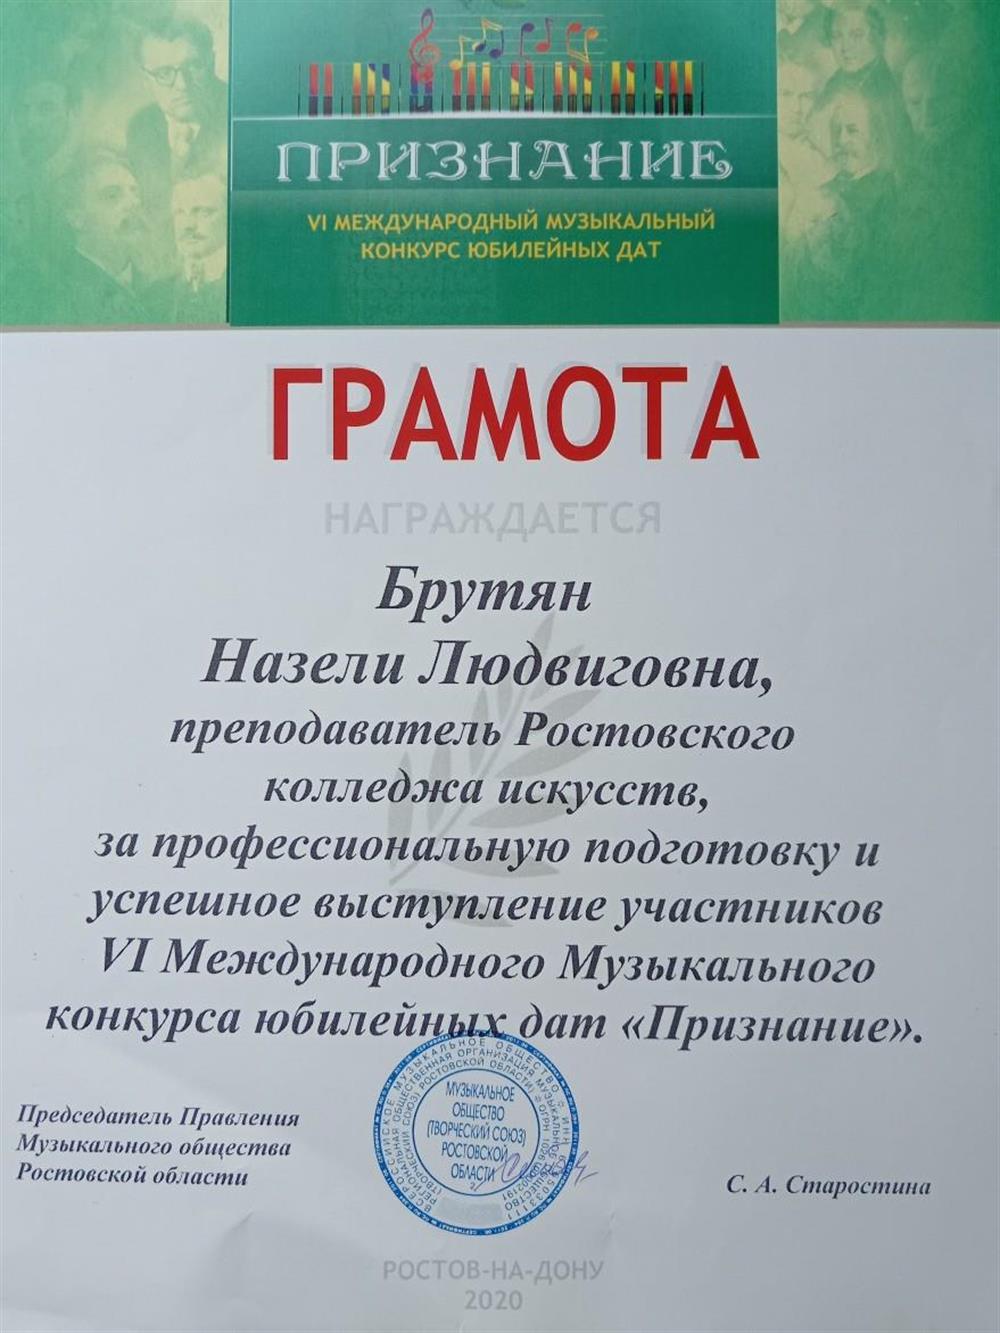 ПРИЗНАНИЕ
VI МЕЖДУНАРОДНЫЙ МУЗЫКАЛЬНЫЙ
КОНКУРС ЮБИЛЕЙНЫХ ДАТ
ГРАМОТА
НАГРАЖДАЕТСЯ
Брутян
Назели Людвиговна,
преподаватель Ростовского
колледжа искусств,
за профессиональную подготовку и
успешное выступление участников
VI Международного Музыкального
конкурса юбилейных дат «Признание».
Председатель Правления
Музыкального общества
Ростовской области
МУЗЫКАЛЬНОЕ
ОБЩЕСТВО
(ТВОРЧЕСКИЙ СОЮЗ)
РОСТОВСКОЙ
ОБЛАСТИ
С. А. Старостина
РОСТОВ-НА-ДОНУ
2020